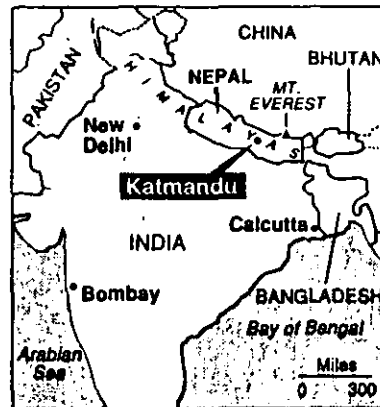 CHINA
PAKISTAN
HIMALAYAS
NEPAL
MT.
EVEREST
BHUTAN
New
Delhi
Katmandu
Calcutta
INDIA
Bombay
BANGLADESH
Bay of Bengal
Arabian
Sea
Miles
0 300